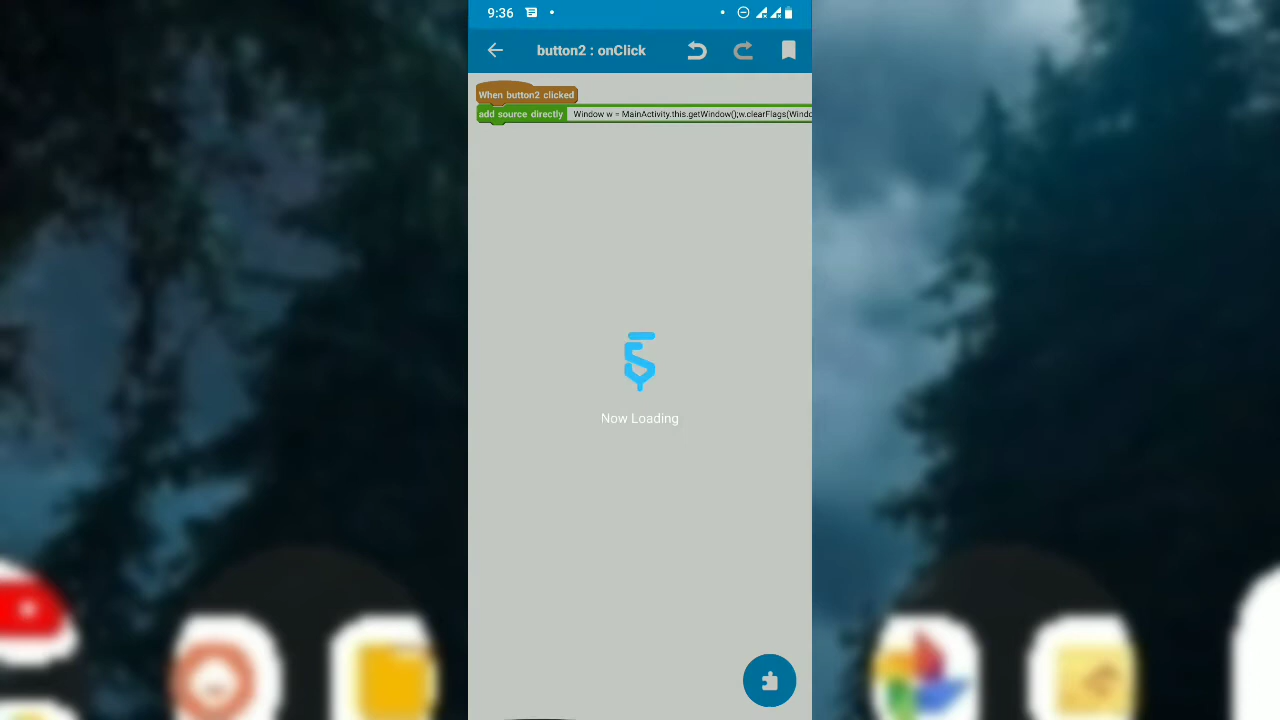 9:36
button2 : onClick
When button2 clicked
add source directly Window w = MainActivity.this.getWindow();w.clearFlags(Windo
Now Loading